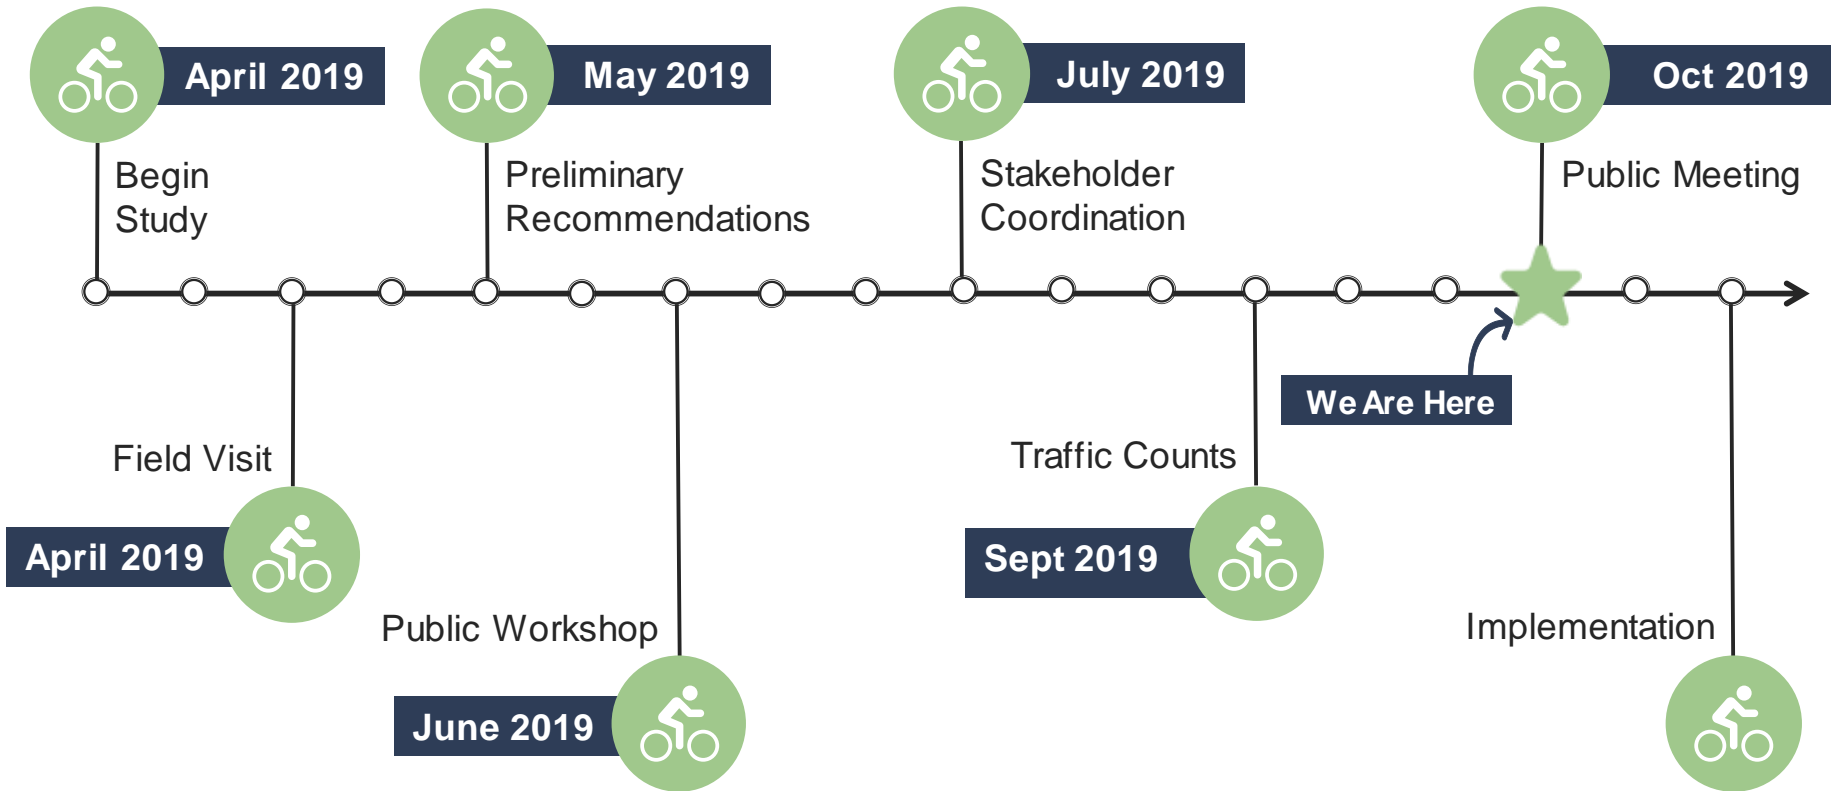 April 2019
Begin
Study
May 2019
Preliminary
Recommendations
July 2019
Stakeholder
Coordination
Oct 2019
Public Meeting
We Are Here
Field Visit
April 2019
Public Workshop
June 2019
Traffic Counts
Sept 2019
Implementation